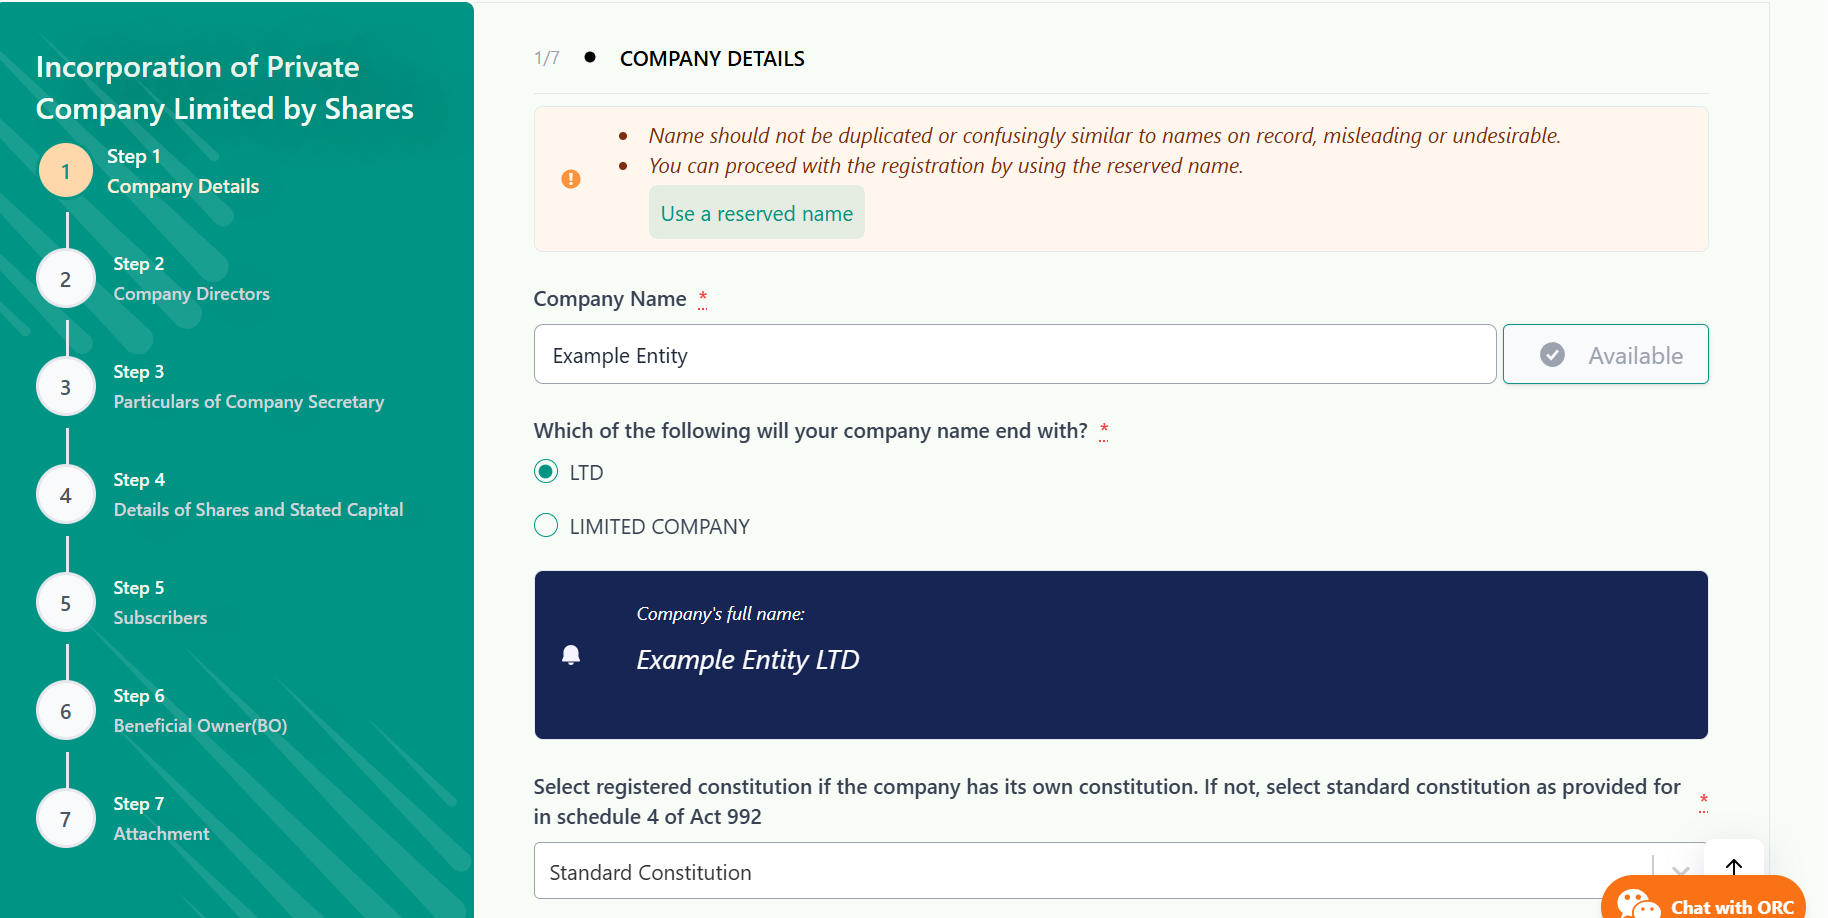 Incorporation of Private
Company Limited by Shares
1
Step 1
Company Details
2
Step 2
Company Directors
3
Step 3
Particulars of Company Secretary
4
Step 4
Details of Shares and Stated Capital
5
Step 5
Subscribers
6
Step 6
Beneficial Owner(BO)
7
Step 7
Attachment
1/7 • COMPANY DETAILS
• Name should not be duplicated or confusingly similar to names on record, misleading or undesirable.
• You can proceed with the registration by using the reserved name.
Use a reserved name
Company Name *
Example Entity
Available
Which of the following will your company name end with? *
LTD
LIMITED COMPANY
Company's full name:
Example Entity LTD
Select registered constitution if the company has its own constitution. If not, select standard constitution as provided for
in schedule 4 of Act 992 *
Standard Constitution
Chat with ORC